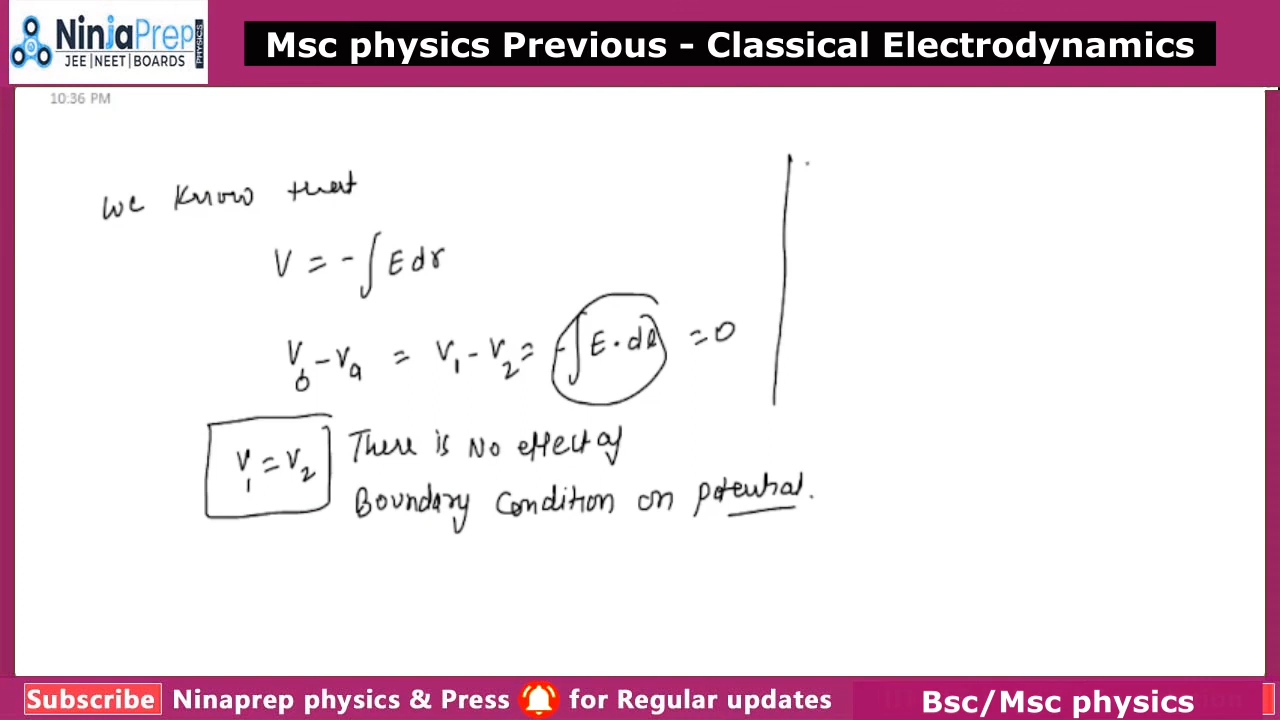 NinjaPrep
JEE |NEET |BOARDS
PHYSICS
Msc physics Previous - Classical Electrodynamics
10:36 PM
we know that
V = - ∫ E dr
V_b - V_a = V_1 - V_2 = - ∫ E · dl = 0
V_1 = V_2
There is No effect of
Boundary Condition on potential.
Subscribe Ninaprep physics & Press for Regular updates
Bsc/Msc physics